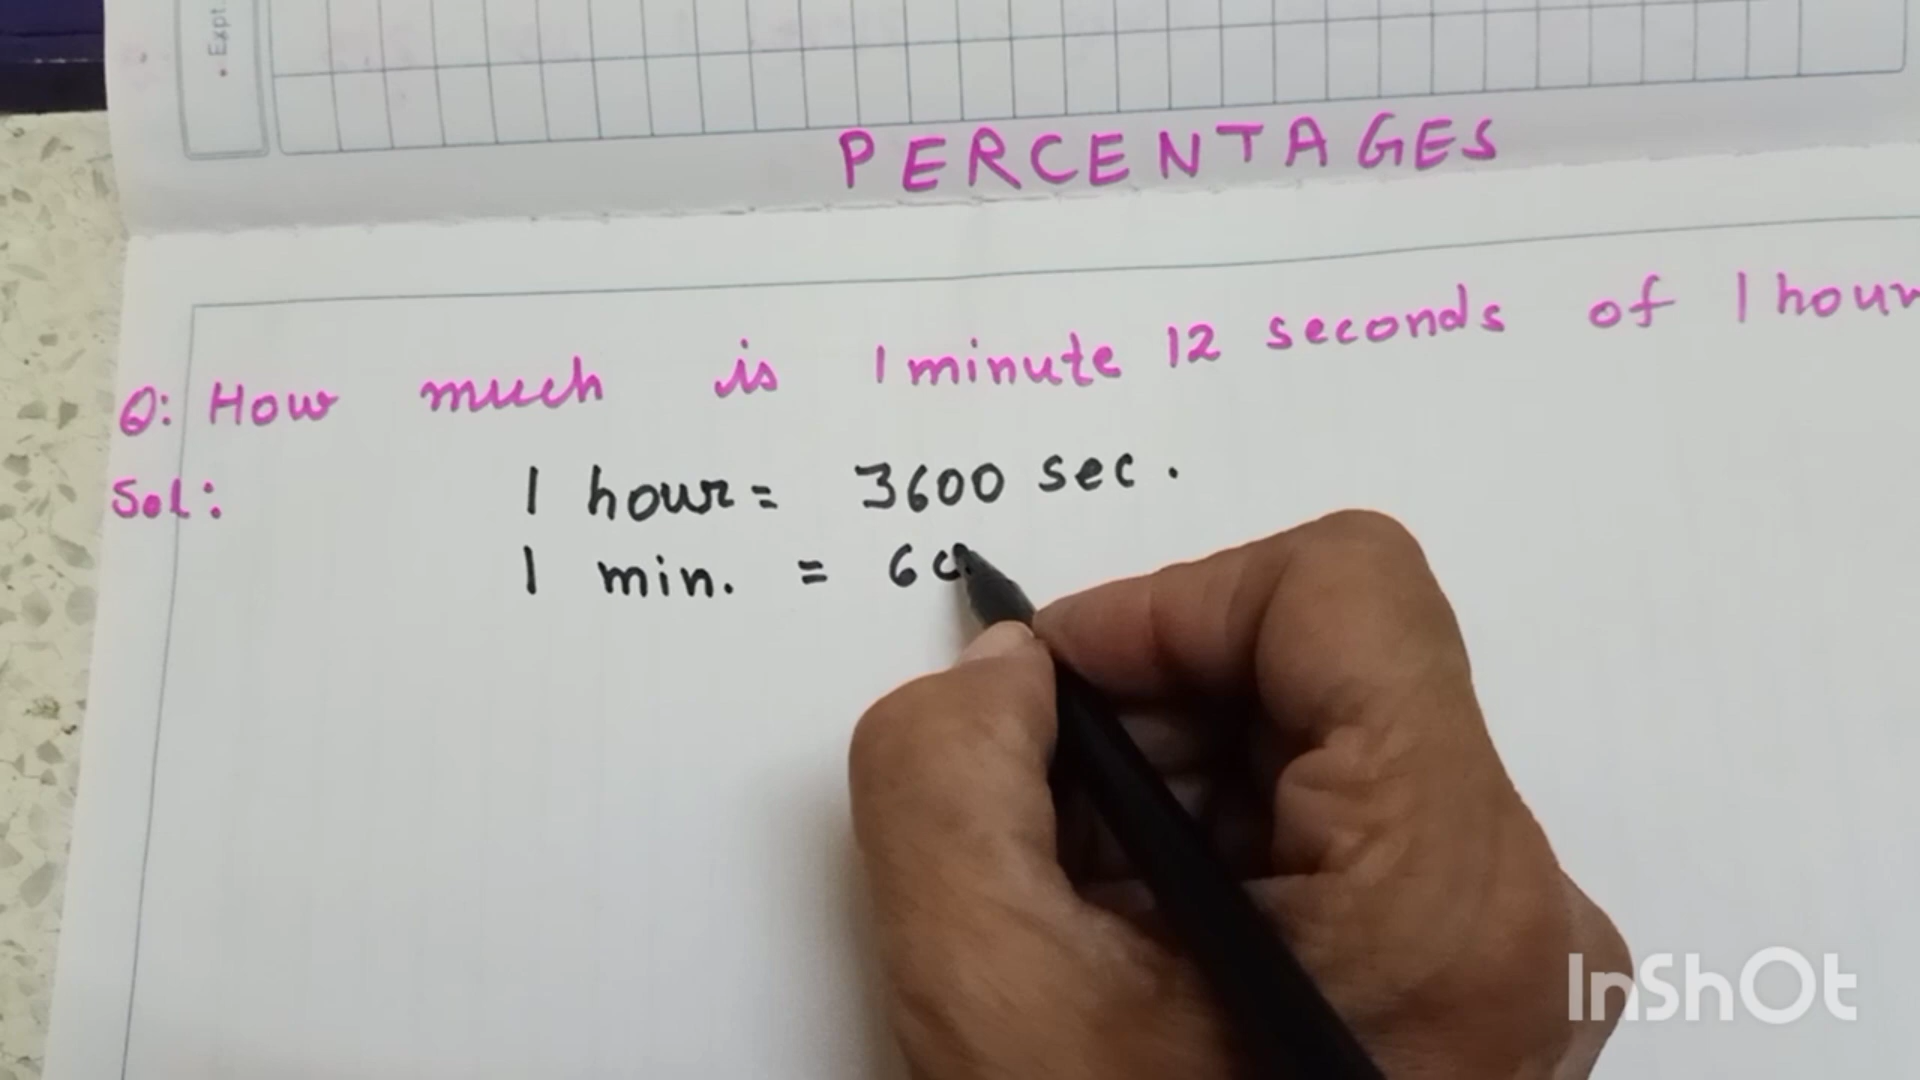 • Expt.
PERCENTAGES
Q: How much is 1 minute 12 seconds of 1 hour
Sol:
1 hour = 3600 sec.
1 min. = 60
InShOt